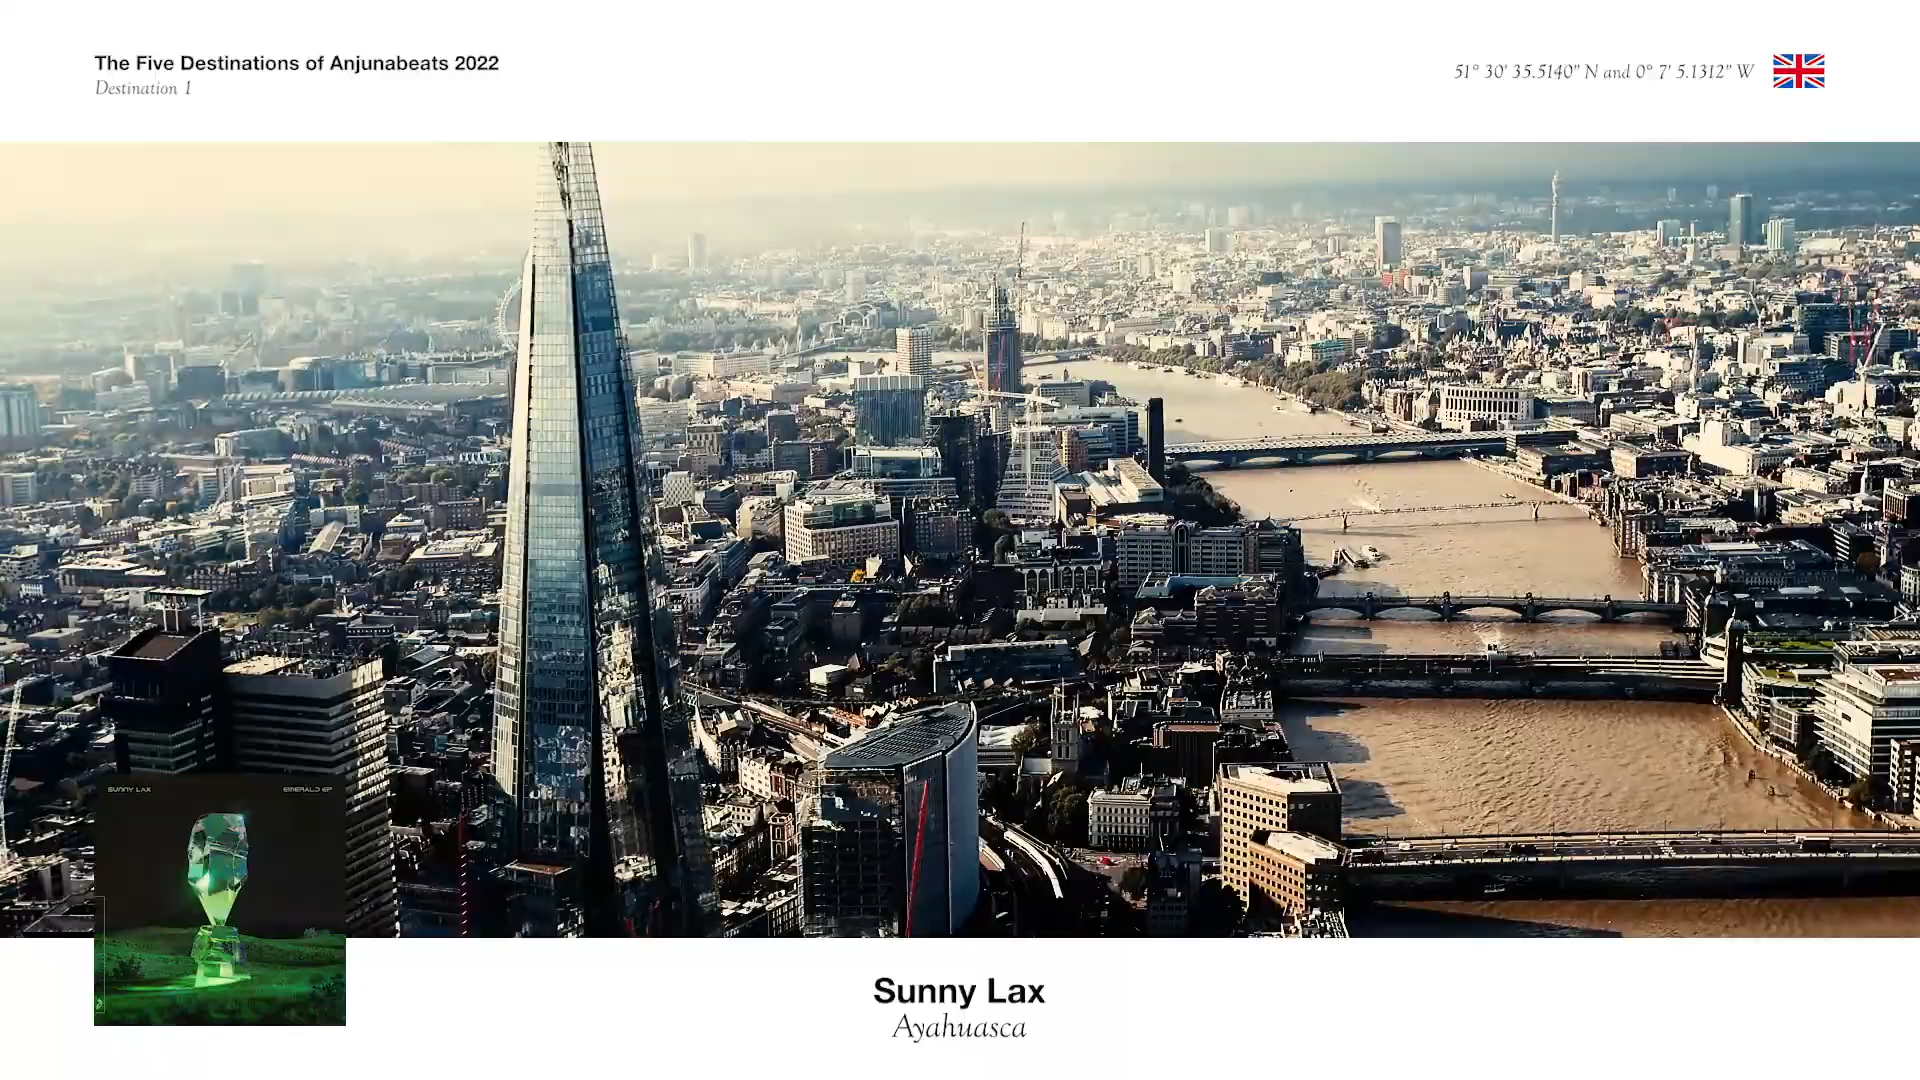 The Five Destinations of Anjunabeats 2022
Destination 1
51° 30' 35.5140" N and 0° 7' 5.1312" W
SUNNY LAX
EMERALD EP
Sunny Lax
Ayahuasca